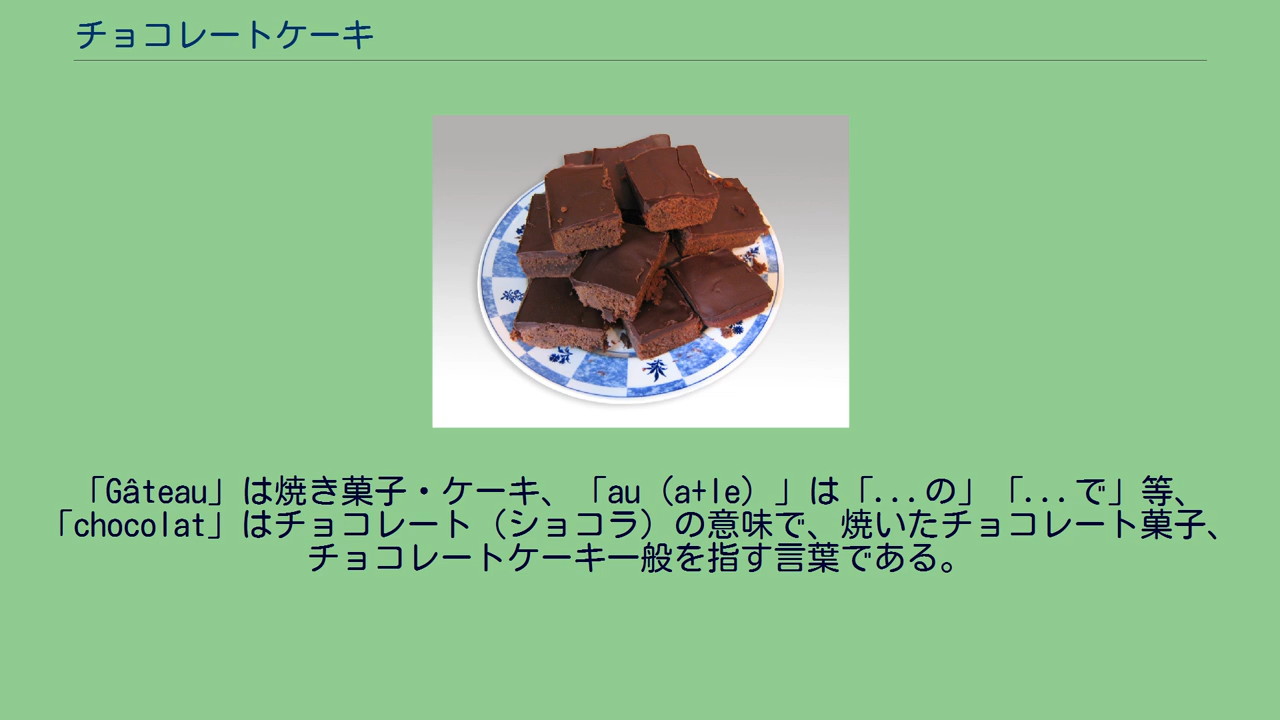 チョコレートケーキ
「Gâteau」は焼き菓子・ケーキ、「au（a+le）」は「...の」「...で」等、
「chocolat」はチョコレート（ショコラ）の意味で、焼いたチョコレート菓子、
チョコレートケーキ一般を指す言葉である。